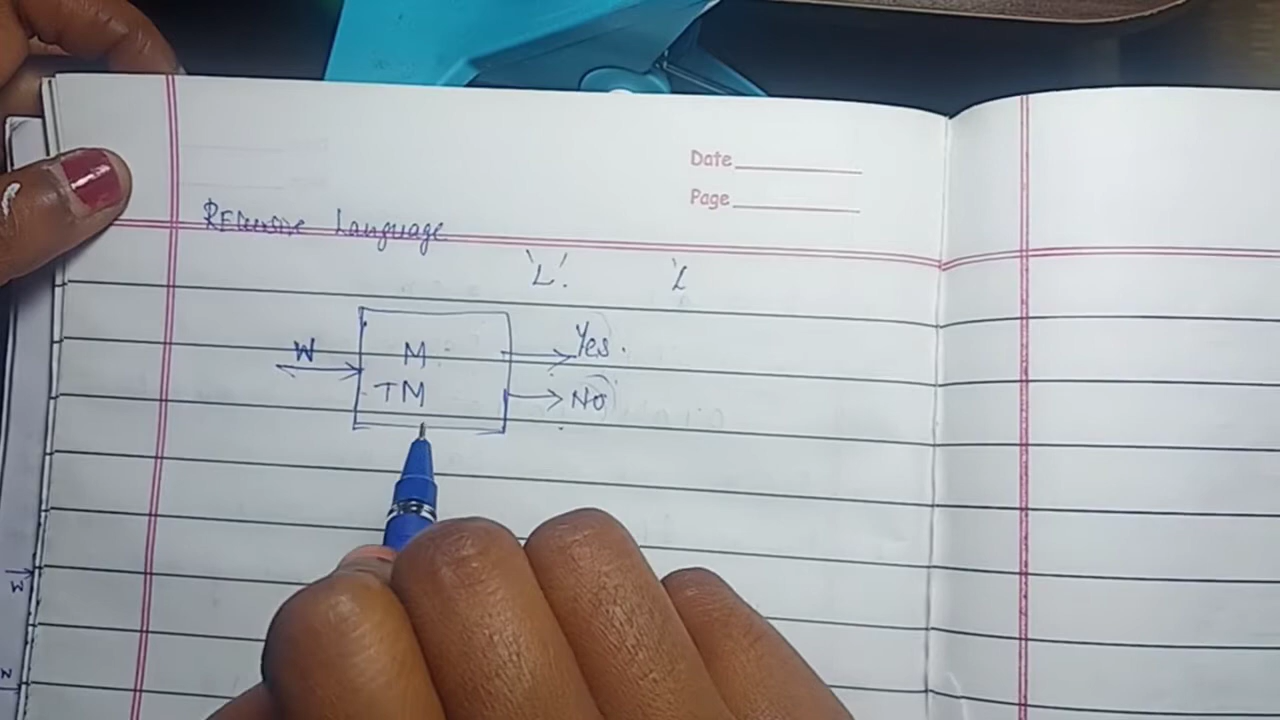 Date
Page
REcursive Language
'L'. 'L
W M Yes.
TM No
W